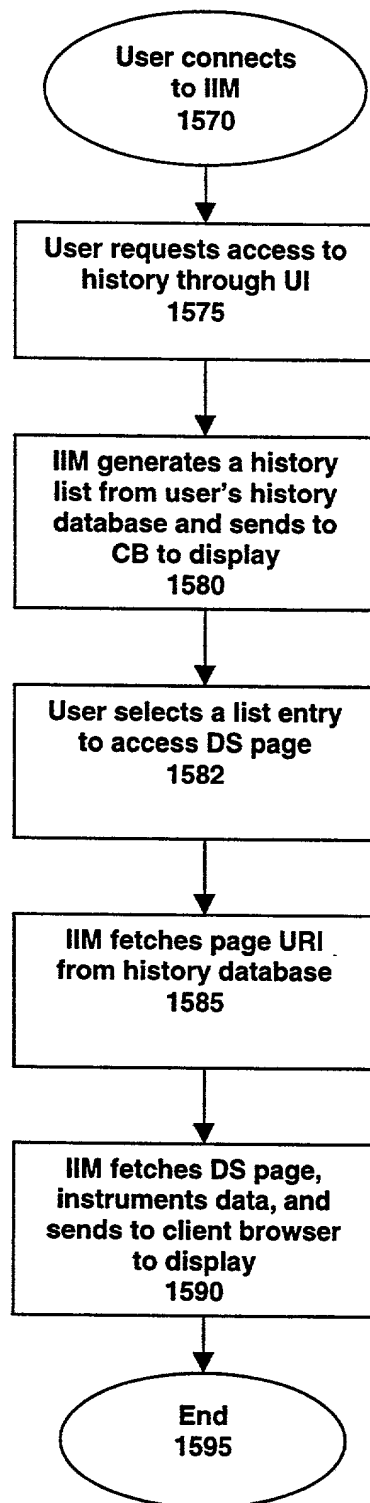 User connects
to IIM
1570
User requests access to
history through UI
1575
IIM generates a history
list from user's history
database and sends to
CB to display
1580
User selects a list entry
to access DS page
1582
IIM fetches page URI
from history database
1585
IIM fetches DS page,
instruments data, and
sends to client browser
to display
1590
End
1595